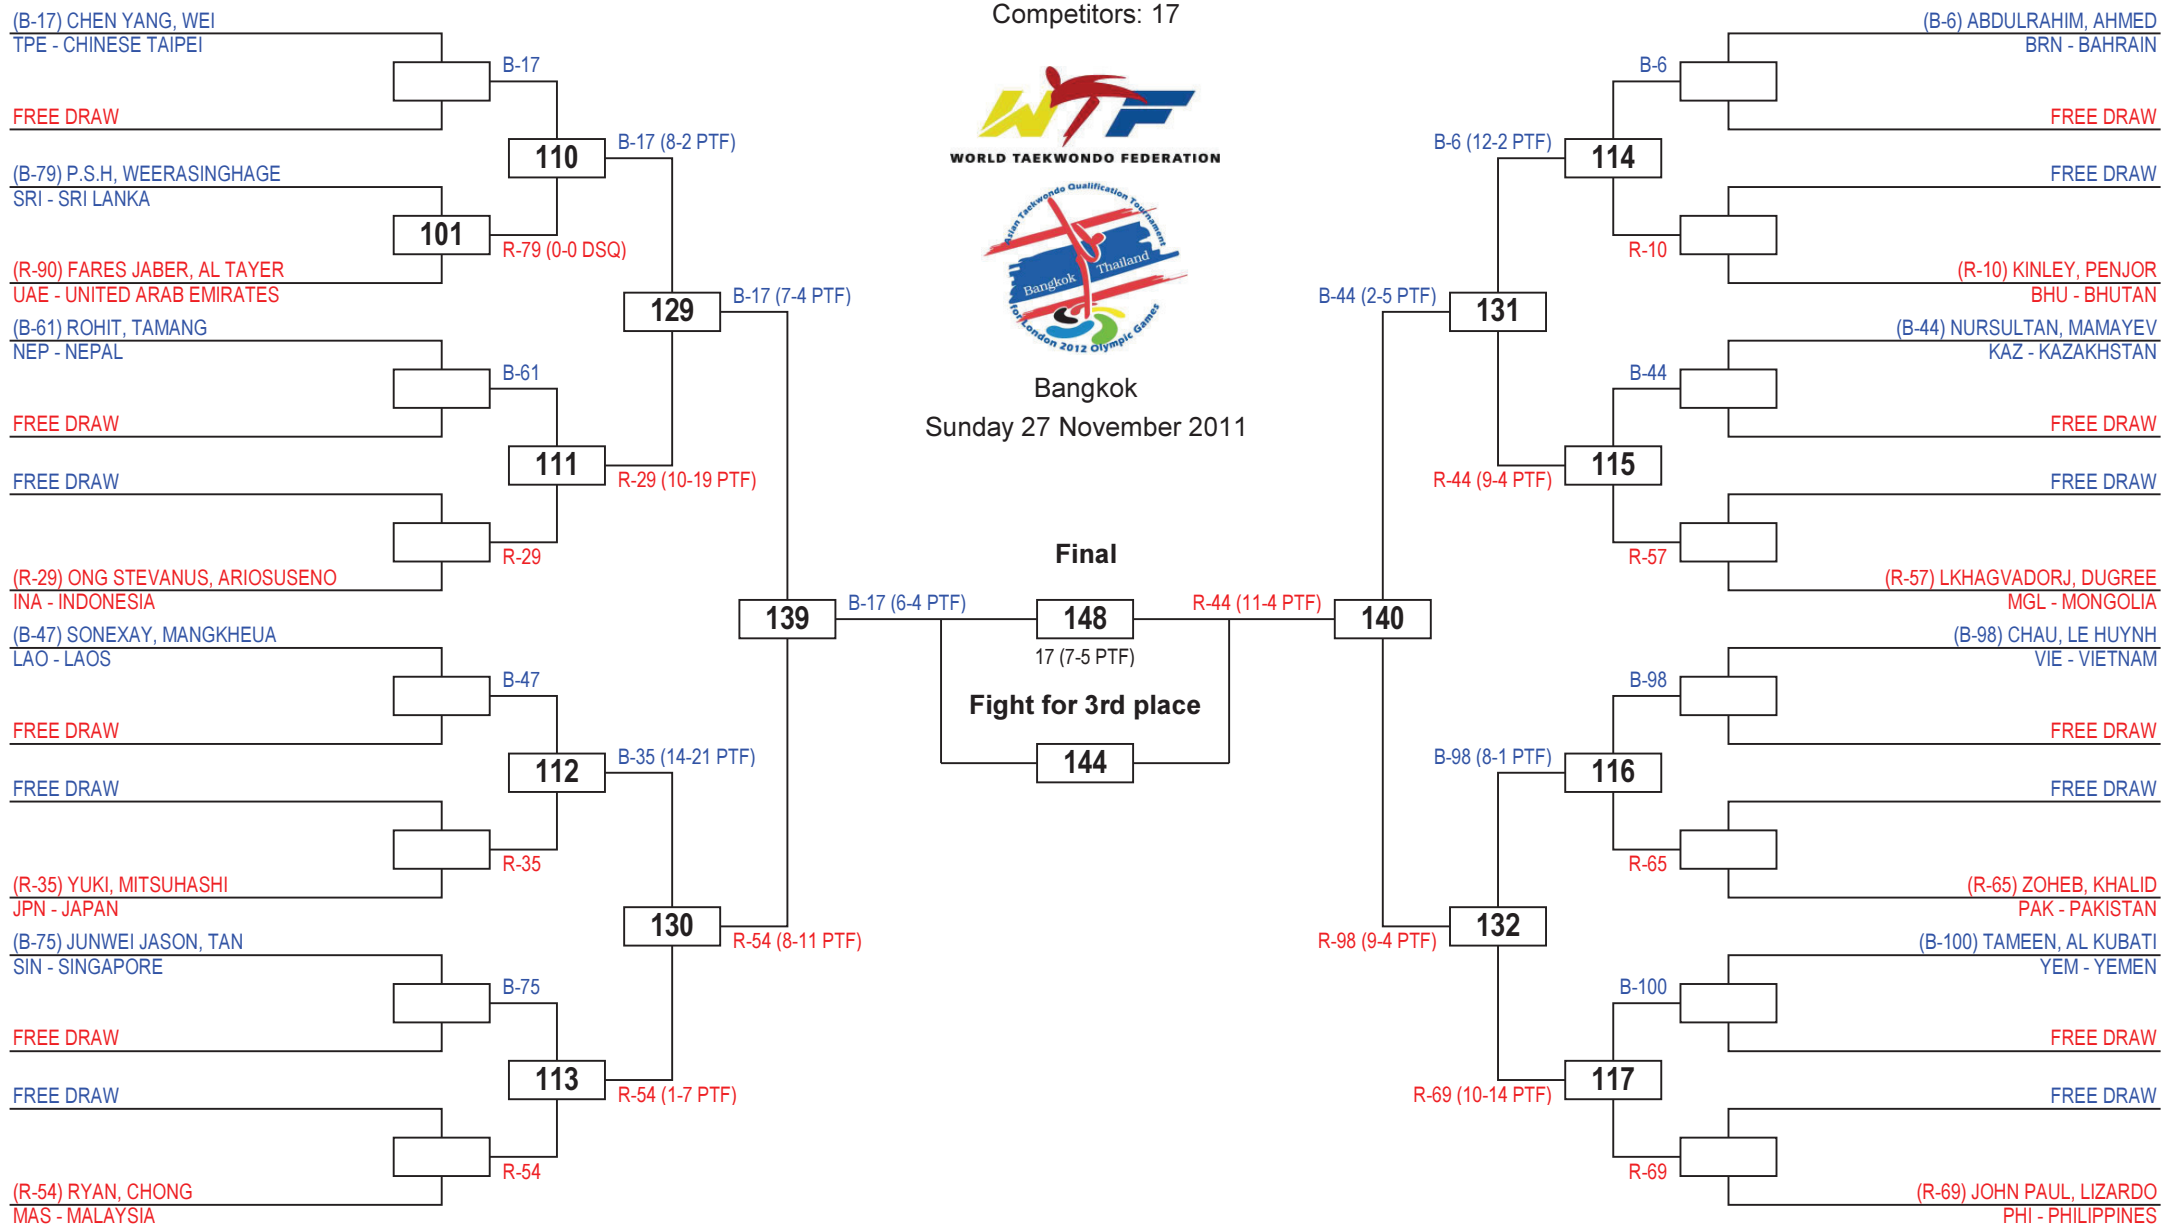 Competitors: 17
WTF
WORLD TAEKWONDO FEDERATION
Asian Taekwondo Qualification Tournament
Bangkok Thailand
for London 2012 Olympic Games
Bangkok
Sunday 27 November 2011
(B-17) CHEN YANG, WEI
TPE - CHINESE TAIPEI
B-17
FREE DRAW
110
B-17 (8-2 PTF)
(B-79) P.S.H, WEERASINGHAGE
SRI - SRI LANKA
101
R-79 (0-0 DSQ)
(R-90) FARES JABER, AL TAYER
UAE - UNITED ARAB EMIRATES
129
B-17 (7-4 PTF)
(B-61) ROHIT, TAMANG
NEP - NEPAL
B-61
FREE DRAW
111
R-29 (10-19 PTF)
FREE DRAW
R-29
(R-29) ONG STEVANUS, ARIOSUSENO
INA - INDONESIA
139
B-17 (6-4 PTF)
(B-47) SONEXAY, MANGKHEUA
LAO - LAOS
B-47
FREE DRAW
112
B-35 (14-21 PTF)
FREE DRAW
R-35
(R-35) YUKI, MITSUHASHI
JPN - JAPAN
130
R-54 (8-11 PTF)
(B-75) JUNWEI JASON, TAN
SIN - SINGAPORE
B-75
FREE DRAW
113
R-54 (1-7 PTF)
FREE DRAW
R-54
(R-54) RYAN, CHONG
MAS - MALAYSIA
Final
148
17 (7-5 PTF)
Fight for 3rd place
144
(B-6) ABDULRAHIM, AHMED
BRN - BAHRAIN
B-6
FREE DRAW
B-6 (12-2 PTF)
114
FREE DRAW
R-10
(R-10) KINLEY, PENJOR
BHU - BHUTAN
B-44 (2-5 PTF)
131
(B-44) NURSULTAN, MAMAYEV
KAZ - KAZAKHSTAN
B-44
FREE DRAW
R-44 (9-4 PTF)
115
FREE DRAW
R-57
(R-57) LKHAGVADORJ, DUGREE
MGL - MONGOLIA
R-44 (11-4 PTF)
140
(B-98) CHAU, LE HUYNH
VIE - VIETNAM
B-98
FREE DRAW
B-98 (8-1 PTF)
116
FREE DRAW
R-65
(R-65) ZOHEB, KHALID
PAK - PAKISTAN
R-98 (9-4 PTF)
132
(B-100) TAMEEN, AL KUBATI
YEM - YEMEN
B-100
FREE DRAW
R-69 (10-14 PTF)
117
FREE DRAW
R-69
(R-69) JOHN PAUL, LIZARDO
PHI - PHILIPPINES